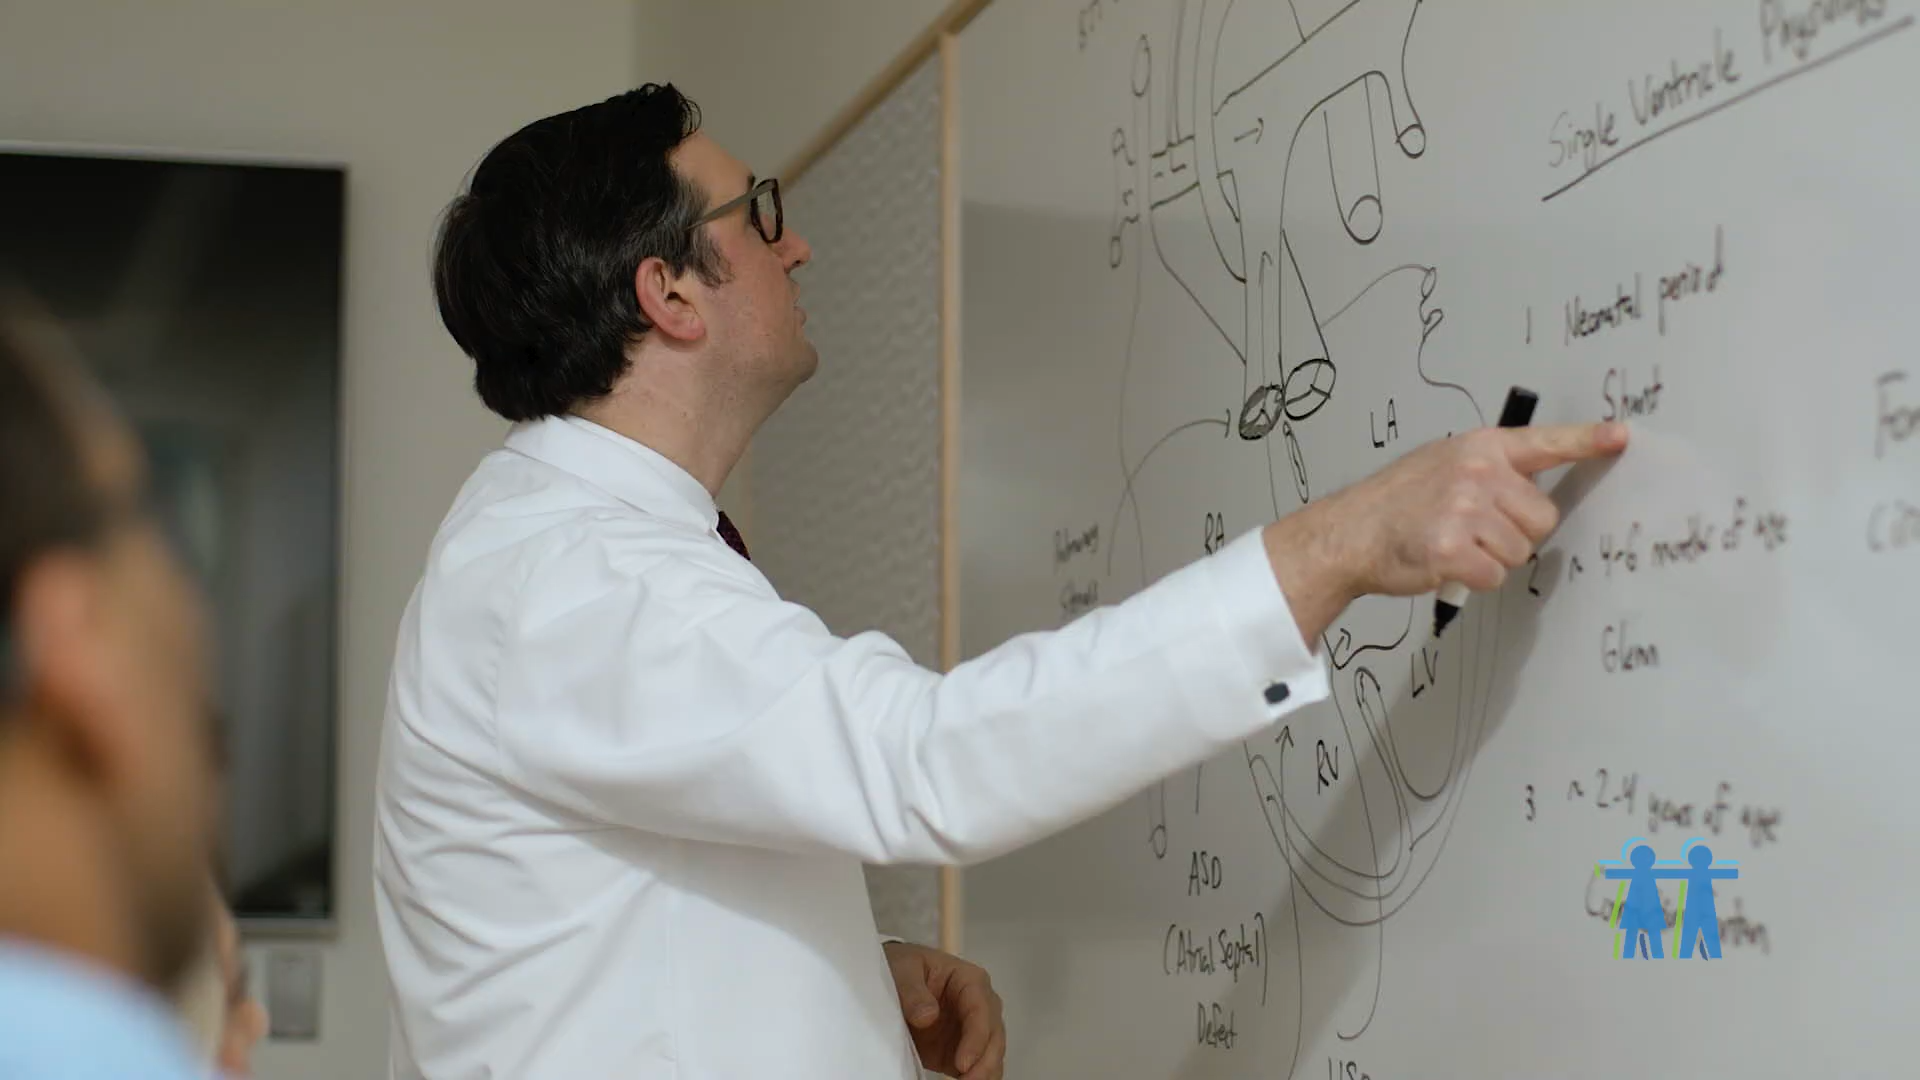 Single Ventricle Physiology
1 Neonatal period
Shunt
2 ~ 4-6 months of age
Glenn
3 ~ 2-4 years of age
LA
RA
LV
RV
Pulmonary
ASD
(Atrial Septal)
Defect